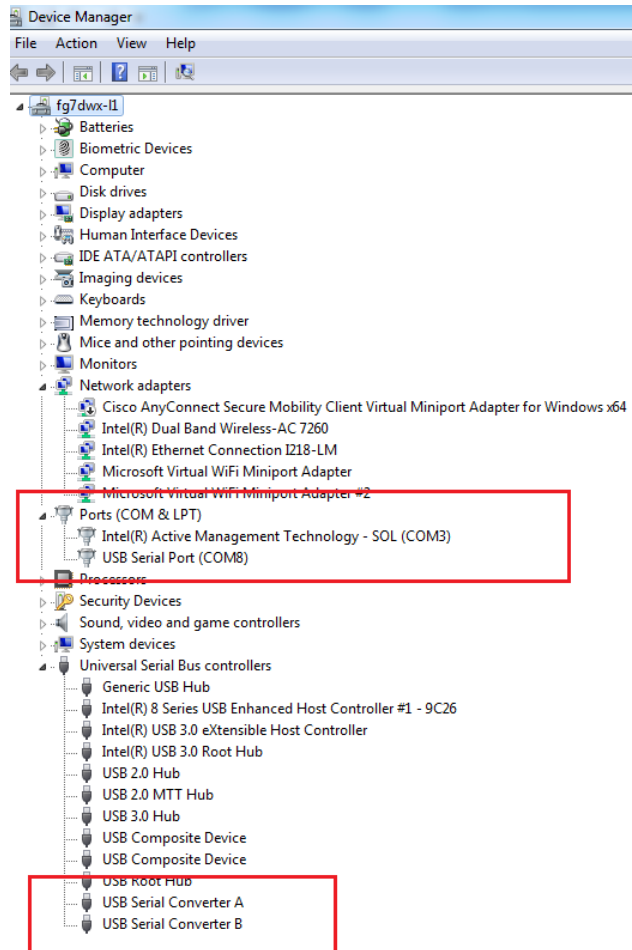 Device Manager
File Action View Help
fg7dwx-l1
Batteries
Biometric Devices
Computer
Disk drives
Display adapters
Human Interface Devices
IDE ATA/ATAPI controllers
Imaging devices
Keyboards
Memory technology driver
Mice and other pointing devices
Monitors
Network adapters
Cisco AnyConnect Secure Mobility Client Virtual Miniport Adapter for Windows x64
Intel(R) Dual Band Wireless-AC 7260
Intel(R) Ethernet Connection I218-LM
Microsoft Virtual WiFi Miniport Adapter
Microsoft Virtual WiFi Miniport Adapter #2
Ports (COM & LPT)
Intel(R) Active Management Technology - SOL (COM3)
USB Serial Port (COM8)
Processors
Security Devices
Sound, video and game controllers
System devices
Universal Serial Bus controllers
Generic USB Hub
Intel(R) 8 Series USB Enhanced Host Controller #1 - 9C26
Intel(R) USB 3.0 eXtensible Host Controller
Intel(R) USB 3.0 Root Hub
USB 2.0 Hub
USB 2.0 MTT Hub
USB 3.0 Hub
USB Composite Device
USB Composite Device
USB Root Hub
USB Serial Converter A
USB Serial Converter B